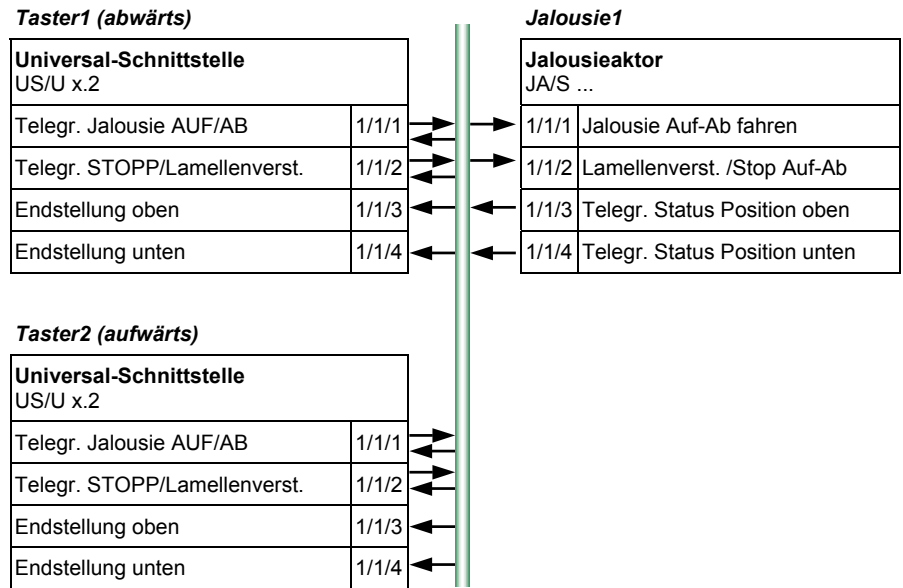 Taster1 (abwärts)
Universal-Schnittstelle
US/U x.2
Telegr. Jalousie AUF/AB 1/1/1
Telegr. STOPP/Lamellenverst. 1/1/2
Endstellung oben 1/1/3
Endstellung unten 1/1/4
Jalousie1
Jalousieaktor
JA/S ...
1/1/1 Jalousie Auf-Ab fahren
1/1/2 Lamellenverst. /Stop Auf-Ab
1/1/3 Telegr. Status Position oben
1/1/4 Telegr. Status Position unten
Taster2 (aufwärts)
Universal-Schnittstelle
US/U x.2
Telegr. Jalousie AUF/AB 1/1/1
Telegr. STOPP/Lamellenverst. 1/1/2
Endstellung oben 1/1/3
Endstellung unten 1/1/4